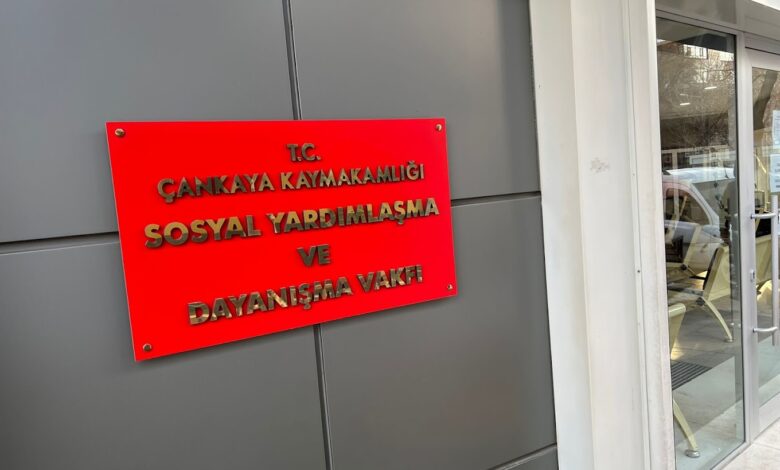 T.C.
ÇANKAYA KAYMAKAMLIĞI
SOSYAL YARDIMLAŞMA
VE
DAYANIŞMA VAKFI